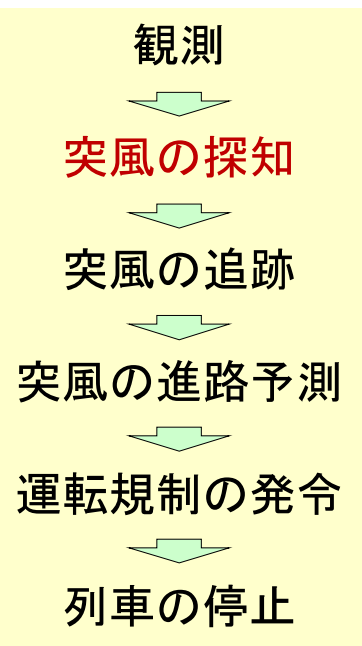 観測
突風の探知
突風の追跡
突風の進路予測
運転規制の発令
列車の停止